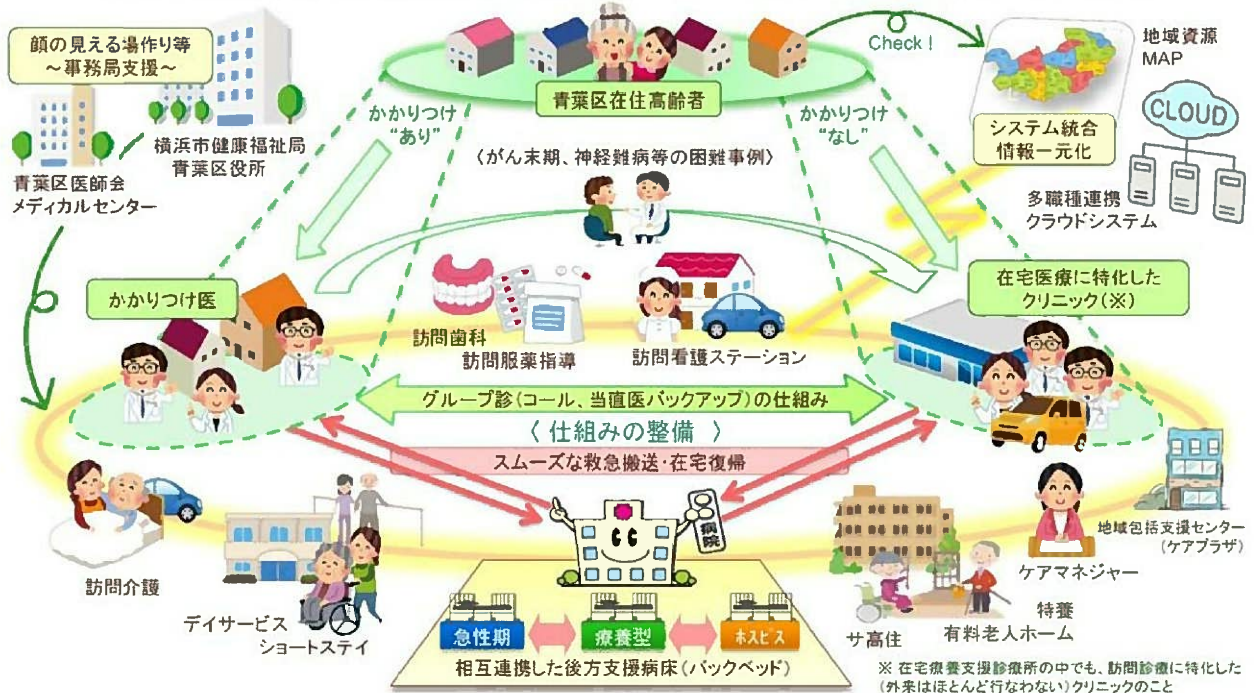 顔の見える場作り等
～事務局支援～
横浜市健康福祉局
青葉区役所
青葉区医師会
メディカルセンター
青葉区在住高齢者
かかりつけ
“あり”
かかりつけ
“なし”
Check！
地域資源
MAP
CLOUD
システム統合
情報一元化
多職種連携
クラウドシステム
〈がん末期、神経難病等の困難事例〉
かかりつけ医
在宅医療に特化した
クリニック(※)
訪問歯科
訪問服薬指導
訪問看護ステーション
グループ診(コール、当直医バックアップ)の仕組み
〈 仕組みの整備 〉
スムーズな救急搬送・在宅復帰
病院
訪問介護
デイサービス
ショートステイ
地域包括支援センター
(ケアプラザ)
ケアマネジャー
特養
有料老人ホーム
サ高住
急性期
療養型
ホスピス
相互連携した後方支援病床(バックベッド)
※ 在宅療養支援診療所の中でも、訪問診療に特化した
(外来はほとんど行なわない)クリニックのこと